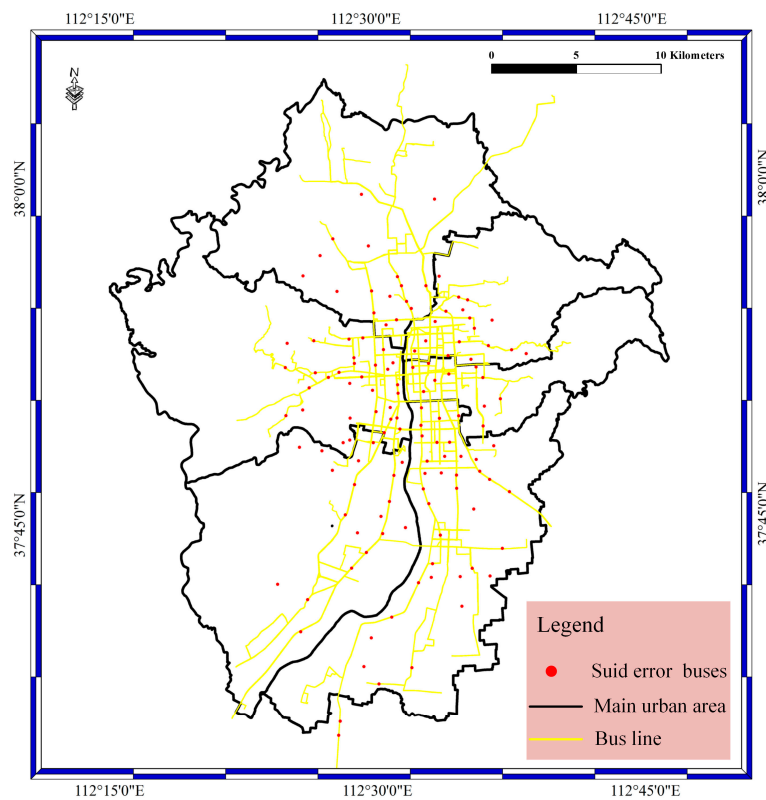 112°15'0"E 112°30'0"E 112°45'0"E
0 5 10 Kilometers
N
38°0'0"N 38°0'0"N
37°45'0"N 37°45'0"N
Legend
Suid error buses
Main urban area
Bus line
112°15'0"E 112°30'0"E 112°45'0"E